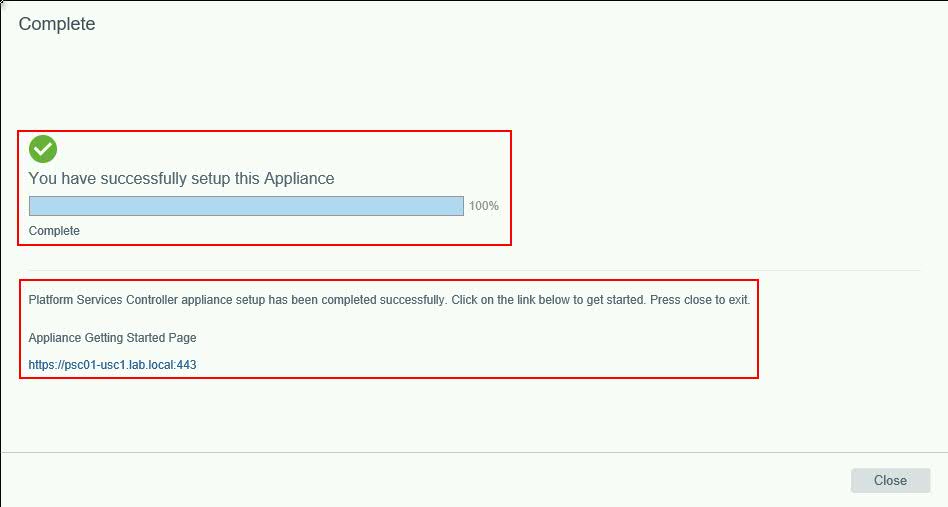 Complete
You have successfully setup this Appliance
100%
Complete
Platform Services Controller appliance setup has been completed successfully. Click on the link below to get started. Press close to exit.
Appliance Getting Started Page
https://psc01-usc1.lab.local:443
Close